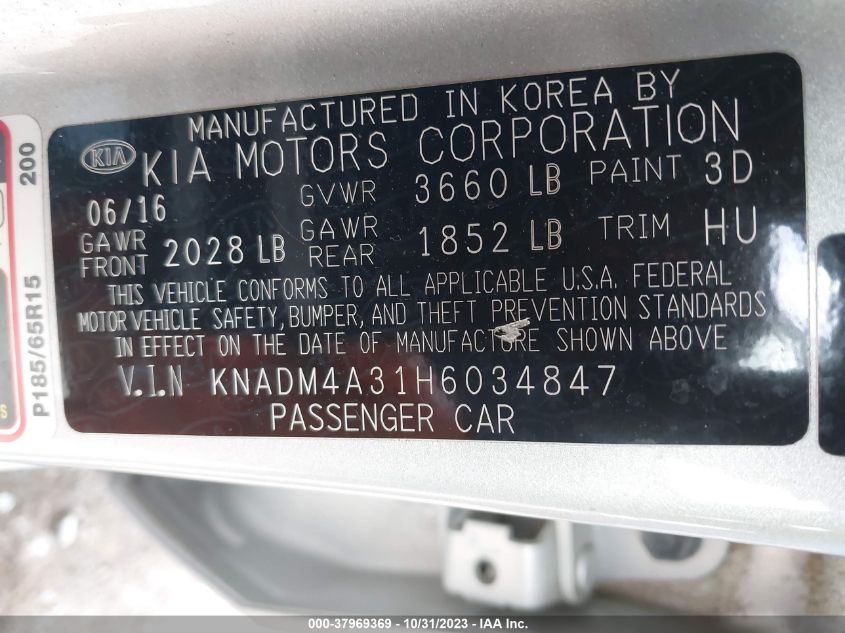 MANUFACTURED IN KOREA BY
KIA KIA MOTORS CORPORATION
06/16 GVWR 3660 LB PAINT 3D
GAWR FRONT 2028 LB GAWR REAR 1852 LB TRIM HU
THIS VEHICLE CONFORMS TO ALL APPLICABLE U.S.A. FEDERAL
MOTOR VEHICLE SAFETY, BUMPER, AND THEFT PREVENTION STANDARDS
IN EFFECT ON THE DATE OF MANUFACTURE SHOWN ABOVE
V.I.N KNADM4A31H6034847
PASSENGER CAR
200
P185/65R15
000-37969369 | 10/31/2023 | IAA Inc.